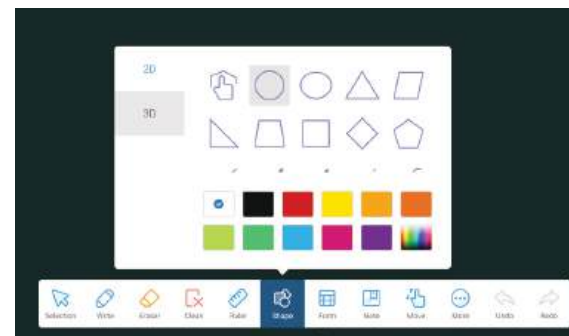 2D
3D
Selection Write Eraser Clean Ruler Shape Form Note Move More Undo Redo